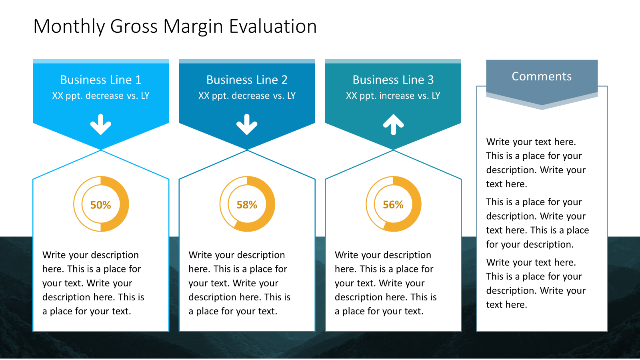 Monthly Gross Margin Evaluation
Business Line 1
XX ppt. decrease vs. LY
50%
Write your description
here. This is a place for
your text. Write your
description here. This is
a place for your text.
Business Line 2
XX ppt. decrease vs. LY
58%
Write your description
here. This is a place for
your text. Write your
description here. This is
a place for your text.
Business Line 3
XX ppt. increase vs. LY
56%
Write your description
here. This is a place for
your text. Write your
description here. This is
a place for your text.
Comments
Write your text here.
This is a place for your
description. Write your
text here.
This is a place for your
description. Write your
text here. This is a place
for your description.
Write your text here.
This is a place for your
description. Write your
text here.